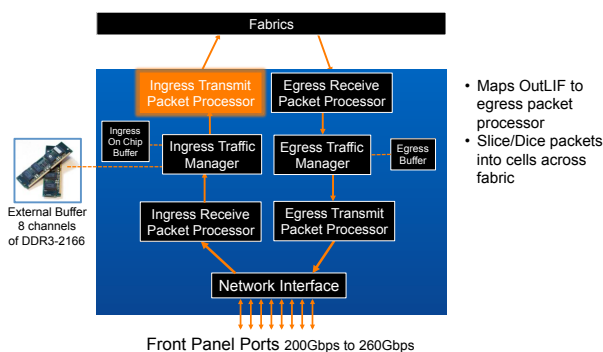 Fabrics
Ingress Transmit
Packet Processor
Egress Receive
Packet Processor
Ingress
On Chip
Buffer
Ingress Traffic
Manager
Egress Traffic
Manager
Egress
Buffer
External Buffer
8 channels
of DDR3-2166
Ingress Receive
Packet Processor
Egress Transmit
Packet Processor
Network Interface
Front Panel Ports 200Gbps to 260Gbps
• Maps OutLIF to
egress packet
processor
• Slice/Dice packets
into cells across
fabric